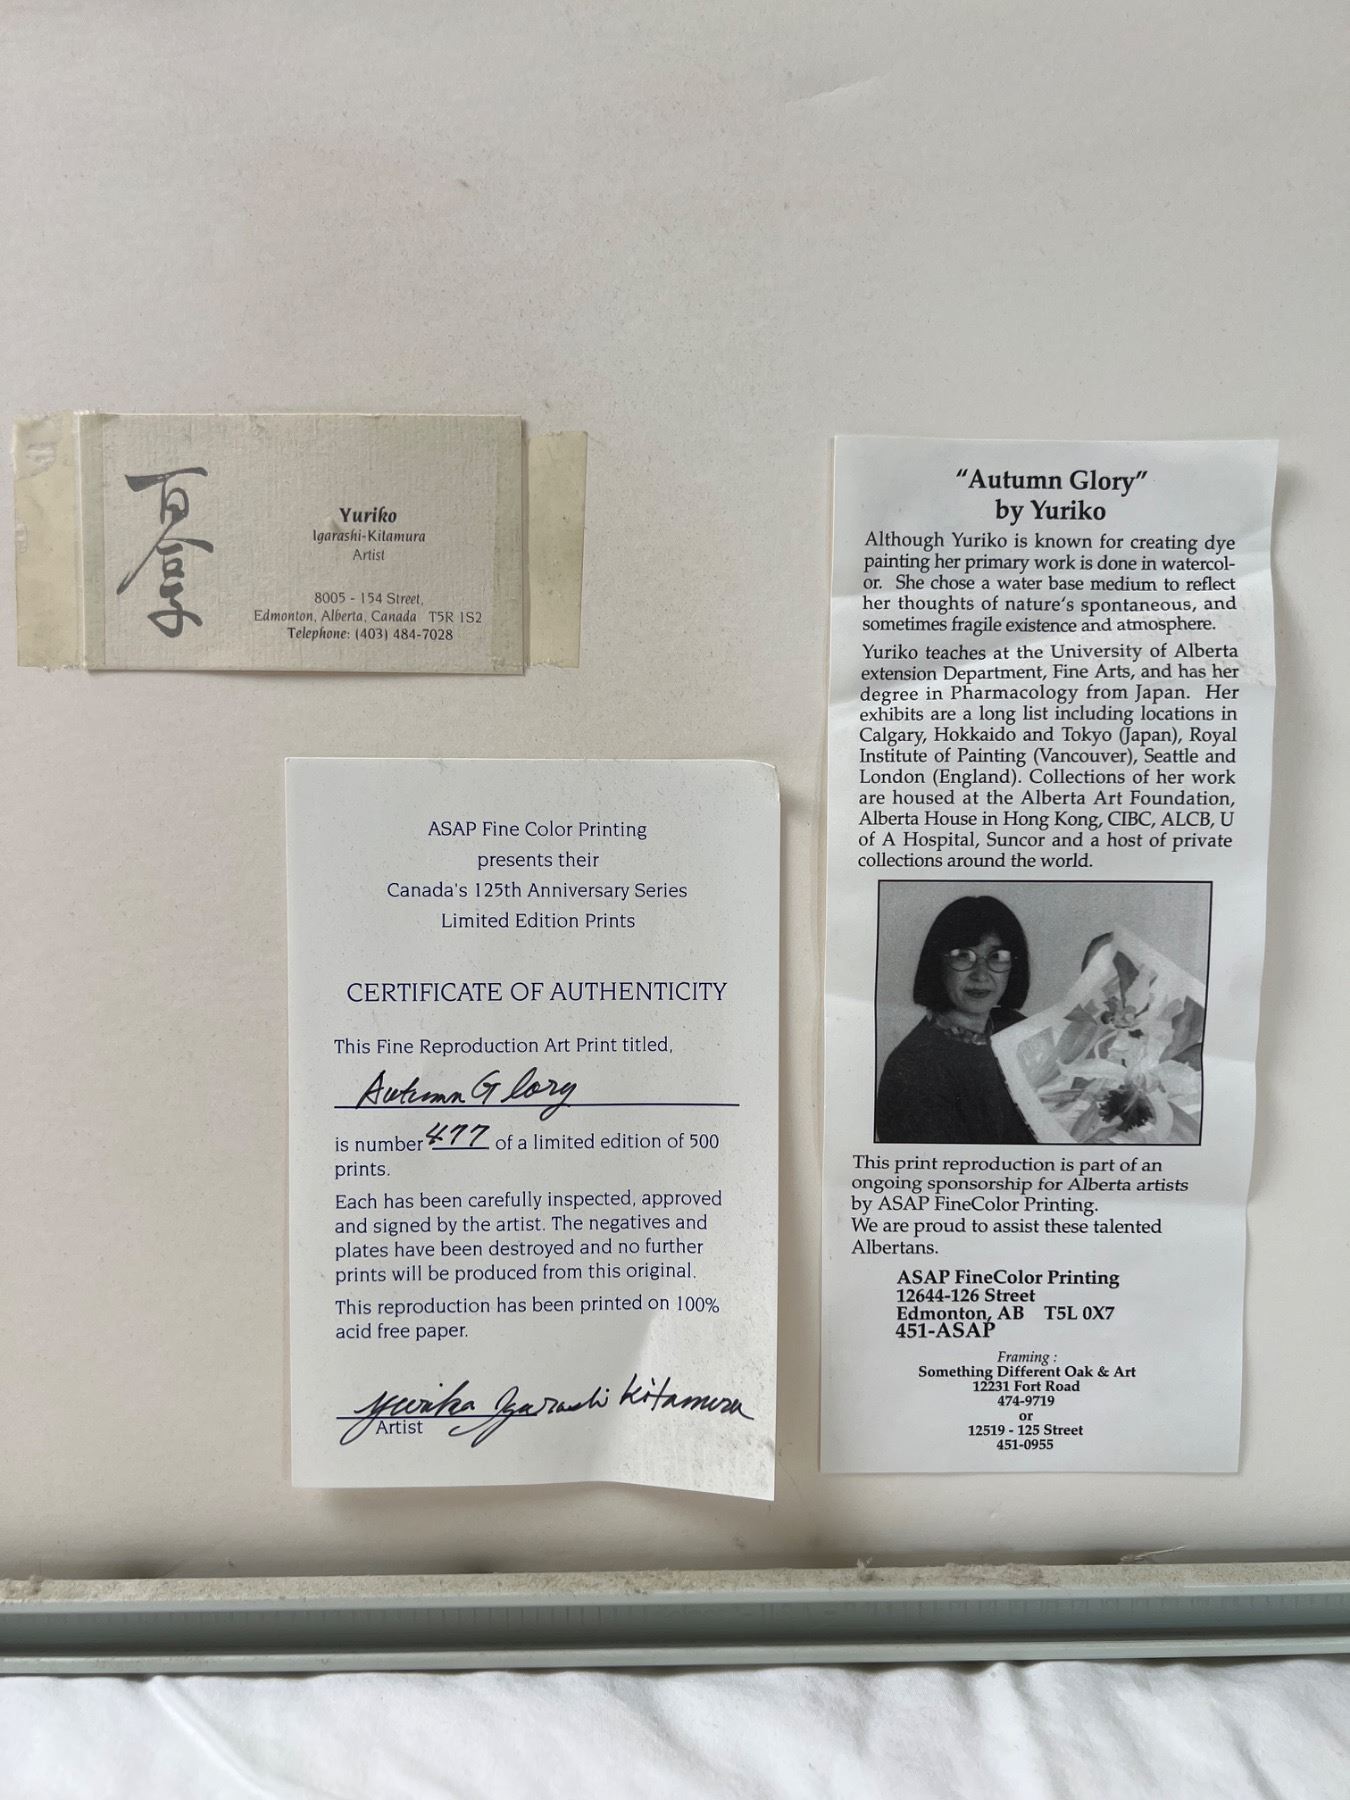 百合子
Yuriko
Igarashi-Kitamura
Artist
8005 - 154 Street,
Edmonton, Alberta, Canada T5R 1S2
Telephone: (403) 484-7028
ASAP Fine Color Printing
presents their
Canada's 125th Anniversary Series
Limited Edition Prints
CERTIFICATE OF AUTHENTICITY
This Fine Reproduction Art Print titled,
Autumn Glory
is number 477 of a limited edition of 500
prints.
Each has been carefully inspected, approved
and signed by the artist. The negatives and
plates have been destroyed and no further
prints will be produced from this original.
This reproduction has been printed on 100%
acid free paper.
Yuriko Igarashi Kitamura
Artist
“Autumn Glory”
by Yuriko
Although Yuriko is known for creating dye
painting her primary work is done in watercol-
or. She chose a water base medium to reflect
her thoughts of nature's spontaneous, and
sometimes fragile existence and atmosphere.
Yuriko teaches at the University of Alberta
extension Department, Fine Arts, and has her
degree in Pharmacology from Japan. Her
exhibits are a long list including locations in
Calgary, Hokkaido and Tokyo (Japan), Royal
Institute of Painting (Vancouver), Seattle and
London (England). Collections of her work
are housed at the Alberta Art Foundation,
Alberta House in Hong Kong, CIBC, ALCB, U
of A Hospital, Suncor and a host of private
collections around the world.
This print reproduction is part of an
ongoing sponsorship for Alberta artists
by ASAP FineColor Printing.
We are proud to assist these talented
Albertans.
ASAP FineColor Printing
12644-126 Street
Edmonton, AB T5L 0X7
451-ASAP
Framing :
Something Different Oak & Art
12231 Fort Road
474-9719
or
12519 - 125 Street
451-0955